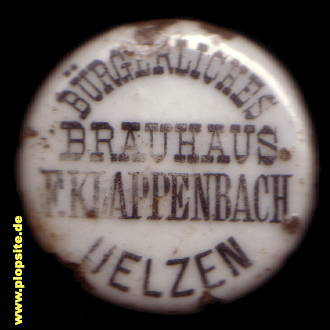 BÜRGERLICHES
BRAUHAUS.
F. KLAPPENBACH
UELZEN
www.plopsite.de